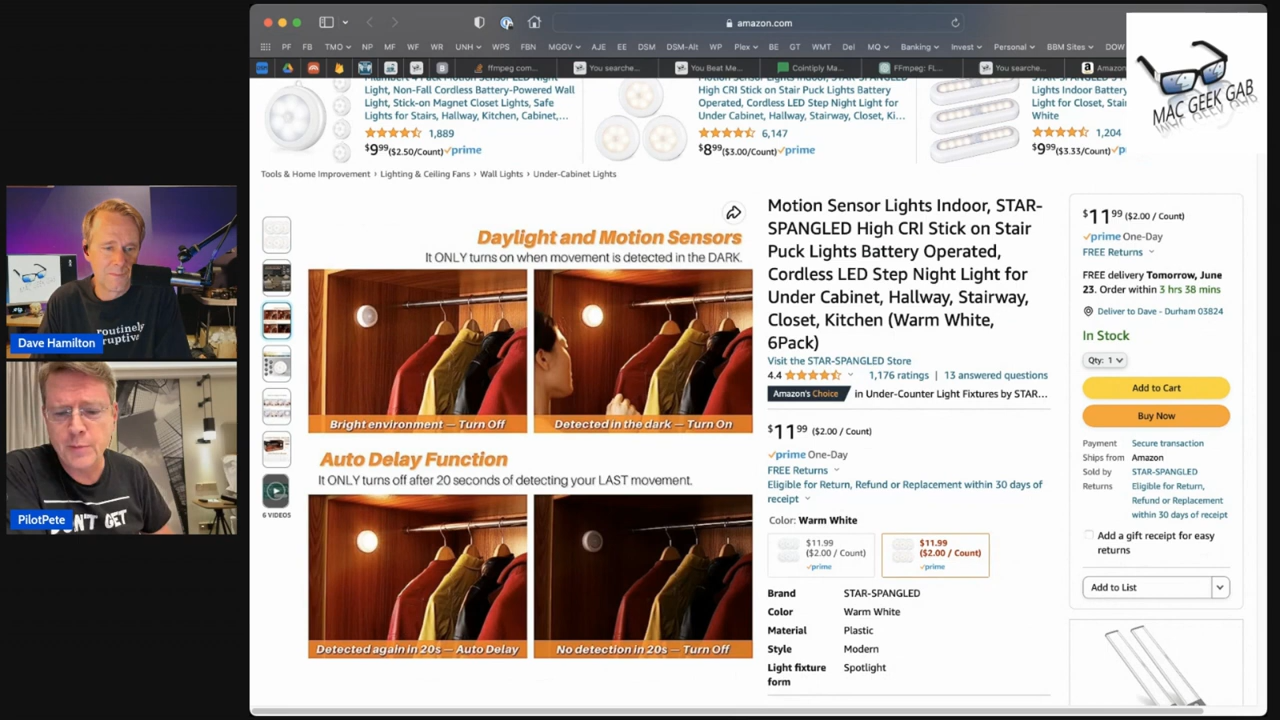 amazon.com
PF FB TMO NP MF WF WR UNH WPS FBN MGGV AJE EE DSM DSM-Alt WP Plex BE GT WMT Del MQ Banking Invest Personal BBM Sites DOW
ffmpeg com... You searche... You Beat Me... Cointiply Ma... FFmpeg: FL... You searche... Amazon
MAC GEEK GAB
Light, Non-Fall Cordless Battery-Powered Wall
Light, Stick-on Magnet Closet Lights, Safe
Lights for Stairs, Hallway, Kitchen, Cabinet,...
1,889
$9.99 ($2.50/Count) prime
High CRI Stick on Stair Puck Lights Battery
Operated, Cordless LED Step Night Light for
Under Cabinet, Hallway, Stairway, Closet, Ki...
6,147
$8.99 ($3.00/Count) prime
Lights Indoor Battery
Light for Closet, Stair
White
1,204
$9.99 ($3.33/Count)
Tools & Home Improvement › Lighting & Ceiling Fans › Wall Lights › Under-Cabinet Lights
6 VIDEOS
Daylight and Motion Sensors
It ONLY turns on when movement is detected in the DARK.
Bright environment — Turn Off
Detected in the dark — Turn On
Auto Delay Function
It ONLY turns off after 20 seconds of detecting your LAST movement.
Detected again in 20s — Auto Delay
No detection in 20s — Turn Off
Motion Sensor Lights Indoor, STAR-
SPANGLED High CRI Stick on Stair
Puck Lights Battery Operated,
Cordless LED Step Night Light for
Under Cabinet, Hallway, Stairway,
Closet, Kitchen (Warm White,
6Pack)
Visit the STAR-SPANGLED Store
4.4 1,176 ratings | 13 answered questions
Amazon's Choice in Under-Counter Light Fixtures by STAR...
$11.99 ($2.00 / Count)
prime One-Day
FREE Returns
Eligible for Return, Refund or Replacement within 30 days of
receipt
Color: Warm White
$11.99
($2.00 / Count)
prime
$11.99
($2.00 / Count)
prime
Brand STAR-SPANGLED
Color Warm White
Material Plastic
Style Modern
Light fixture Spotlight
form
$11.99 ($2.00 / Count)
prime One-Day
FREE Returns
FREE delivery Tomorrow, June
23. Order within 3 hrs 38 mins
Deliver to Dave - Durham 03824
In Stock
Qty: 1
Add to Cart
Buy Now
Payment Secure transaction
Ships from Amazon
Sold by STAR-SPANGLED
Returns Eligible for Return,
Refund or Replacement
within 30 days of receipt
Add a gift receipt for easy
returns
Add to List
routinely
Dave Hamilton
DON'T GET
PilotPete